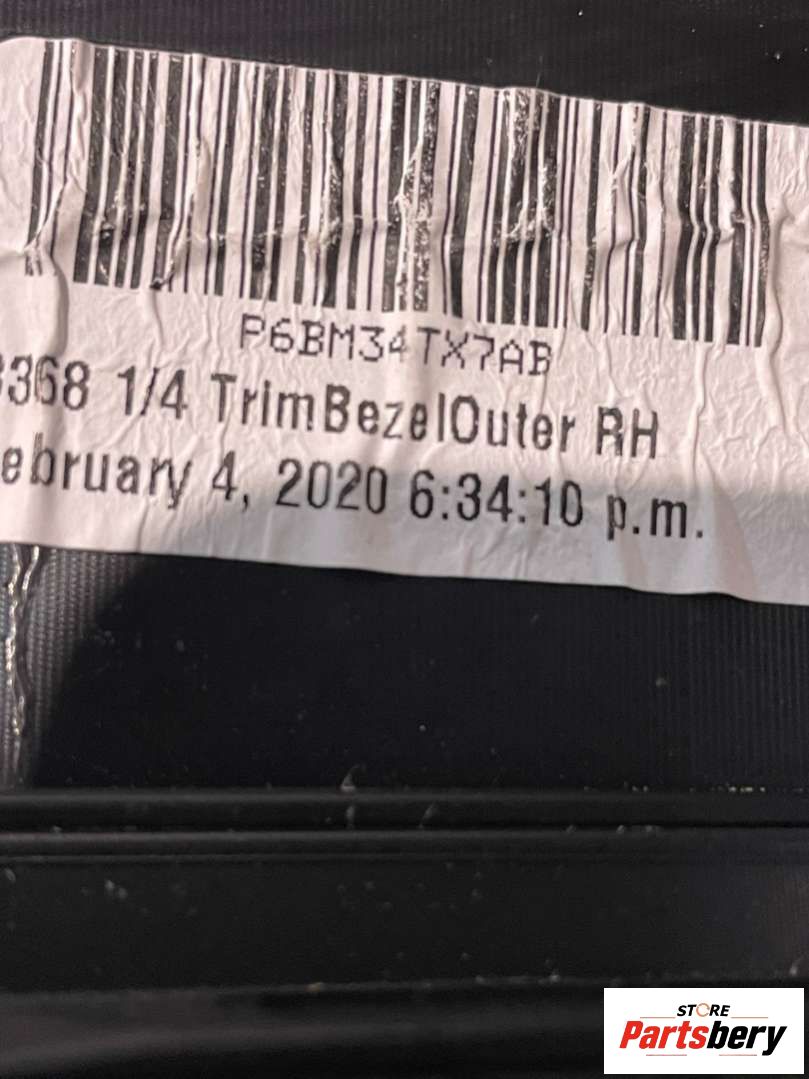 P6BM34TX7AB
3368 1/4 TrimBezelOuter RH
ebruary 4, 2020 6:34:10 p.m.
STORE
Partsbery